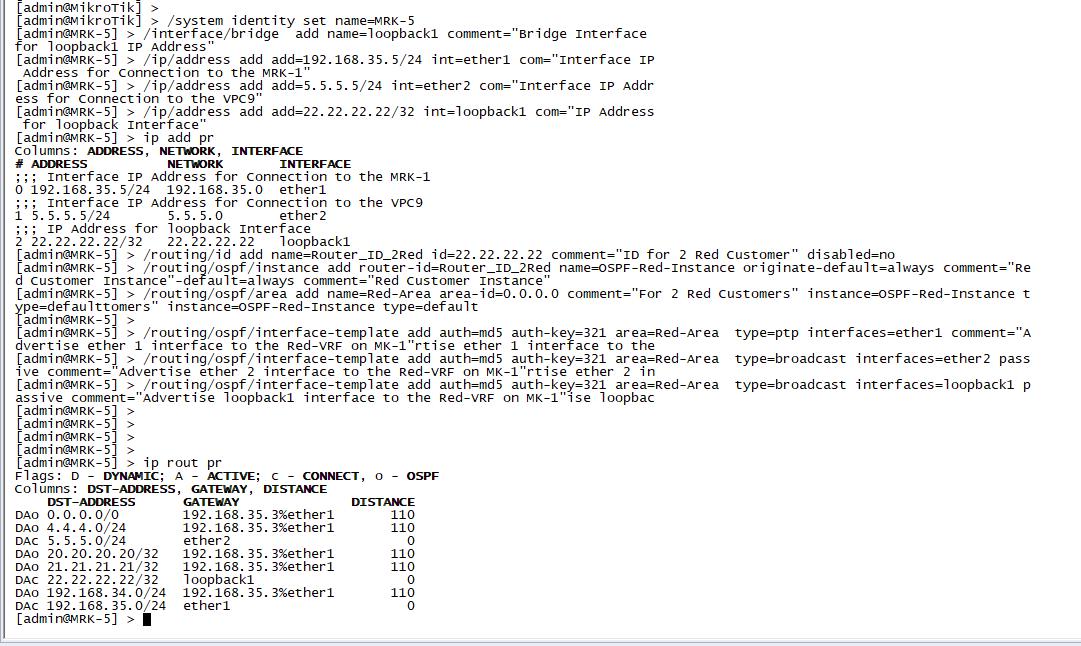 [admin@MikroTik] >
[admin@MikroTik] > /system identity set name=MRK-5
[admin@MRK-5] > /interface/bridge  add name=loopback1 comment="Bridge Interface
for loopback1 IP Address"
[admin@MRK-5] > /ip/address add add=192.168.35.5/24 int=ether1 com="Interface IP
 Address for Connection to the MRK-1"
[admin@MRK-5] > /ip/address add add=5.5.5.5/24 int=ether2 com="Interface IP Addr
ess for Connection to the VPC9"
[admin@MRK-5] > /ip/address add add=22.22.22.22/32 int=loopback1 com="IP Address
 for loopback Interface"
[admin@MRK-5] > ip add pr
Columns: ADDRESS, NETWORK, INTERFACE
# ADDRESS          NETWORK       INTERFACE
;;; Interface IP Address for Connection to the MRK-1
0 192.168.35.5/24  192.168.35.0  ether1
;;; Interface IP Address for Connection to the VPC9
1 5.5.5.5/24       5.5.5.0       ether2
;;; IP Address for loopback Interface
2 22.22.22.22/32   22.22.22.22   loopback1
[admin@MRK-5] > /routing/id add name=Router_ID_2Red id=22.22.22.22 comment="ID for 2 Red Customer" disabled=no
[admin@MRK-5] > /routing/ospf/instance add router-id=Router_ID_2Red name=OSPF-Red-Instance originate-default=always comment="Re
d Customer Instance"-default=always comment="Red Customer Instance"
[admin@MRK-5] > /routing/ospf/area add name=Red-Area area-id=0.0.0.0 comment="For 2 Red Customers" instance=OSPF-Red-Instance t
ype=defaulttomers" instance=OSPF-Red-Instance type=default
[admin@MRK-5] >
[admin@MRK-5] > /routing/ospf/interface-template add auth=md5 auth-key=321 area=Red-Area  type=ptp interfaces=ether1 comment="A
dvertise ether 1 interface to the Red-VRF on MK-1"rtise ether 1 interface to the
[admin@MRK-5] > /routing/ospf/interface-template add auth=md5 auth-key=321 area=Red-Area  type=broadcast interfaces=ether2 pass
ive comment="Advertise ether 2 interface to the Red-VRF on MK-1"rtise ether 2 in
[admin@MRK-5] > /routing/ospf/interface-template add auth=md5 auth-key=321 area=Red-Area  type=broadcast interfaces=loopback1 p
assive comment="Advertise loopback1 interface to the Red-VRF on MK-1"ise loopbac
[admin@MRK-5] >
[admin@MRK-5] >
[admin@MRK-5] >
[admin@MRK-5] >
[admin@MRK-5] > ip rout pr
Flags: D - DYNAMIC; A - ACTIVE; c - CONNECT, o - OSPF
Columns: DST-ADDRESS, GATEWAY, DISTANCE
    DST-ADDRESS      GATEWAY              DISTANCE
DAo 0.0.0.0/0        192.168.35.3%ether1       110
DAo 4.4.4.0/24       192.168.35.3%ether1       110
DAc 5.5.5.0/24       ether2                      0
DAo 20.20.20.20/32   192.168.35.3%ether1       110
DAo 21.21.21.21/32   192.168.35.3%ether1       110
DAc 22.22.22.22/32   loopback1                   0
DAo 192.168.34.0/24  192.168.35.3%ether1       110
DAc 192.168.35.0/24  ether1                      0
[admin@MRK-5] >